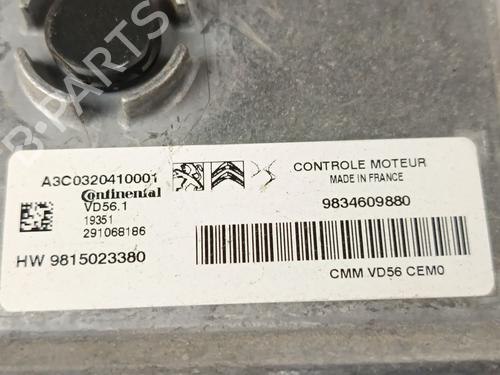 A3C0320410001
Continental
VD56.1
19351
291068186
HW 9815023380
CONTROLE MOTEUR
MADE IN FRANCE
9834609880
CMM VD56 CEM0
B-PARTS